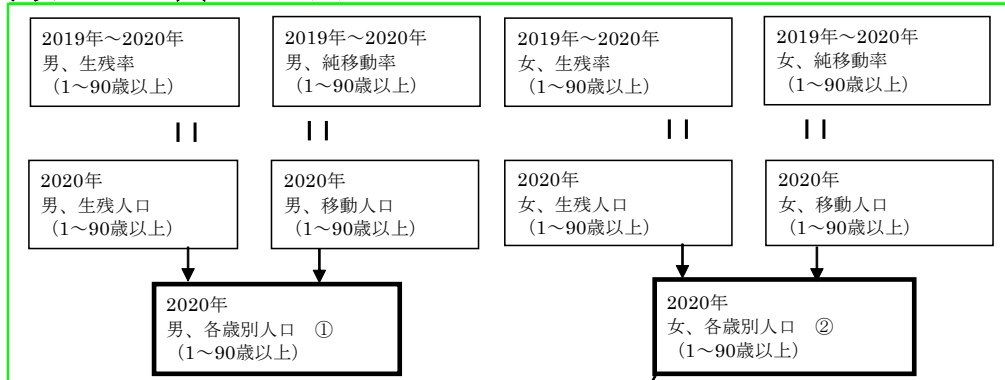 2019年～2020年
男、生残率
（1～90歳以上）
2019年～2020年
男、純移動率
（1～90歳以上）
2019年～2020年
女、生残率
（1～90歳以上）
2019年～2020年
女、純移動率
（1～90歳以上）
2020年
男、生残人口
（1～90歳以上）
2020年
男、移動人口
（1～90歳以上）
2020年
女、生残人口
（1～90歳以上）
2020年
女、移動人口
（1～90歳以上）
2020年
男、各歳別人口　①
（1～90歳以上）
2020年
女、各歳別人口　②
（1～90歳以上）